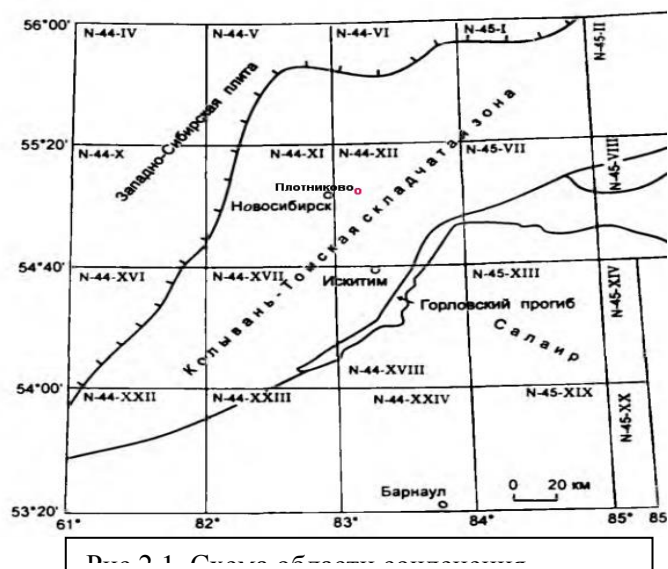 56°00'
N-44-IV
N-44-V
N-44-VI
N-45-I
N-45-II
Западно-Сибирская плита
55°20'
N-44-X
N-44-XI
N-44-XII
N-45-VII
N-45-VIII
Плотниково
Новосибирск
Колывань-Томская складчатая зона
54°40'
N-44-XVI
N-44-XVII
Искитим
N-45-XIII
N-45-XIV
Горловский прогиб
Салаир
N-44-XVIII
54°00'
N-44-XXII
N-44-XXIII
N-44-XXIV
N-45-XIX
N-45-XX
Барнаул
0 20 км
53°20'
61° 82° 83° 84° 85°
Рис 2.1. Схема области